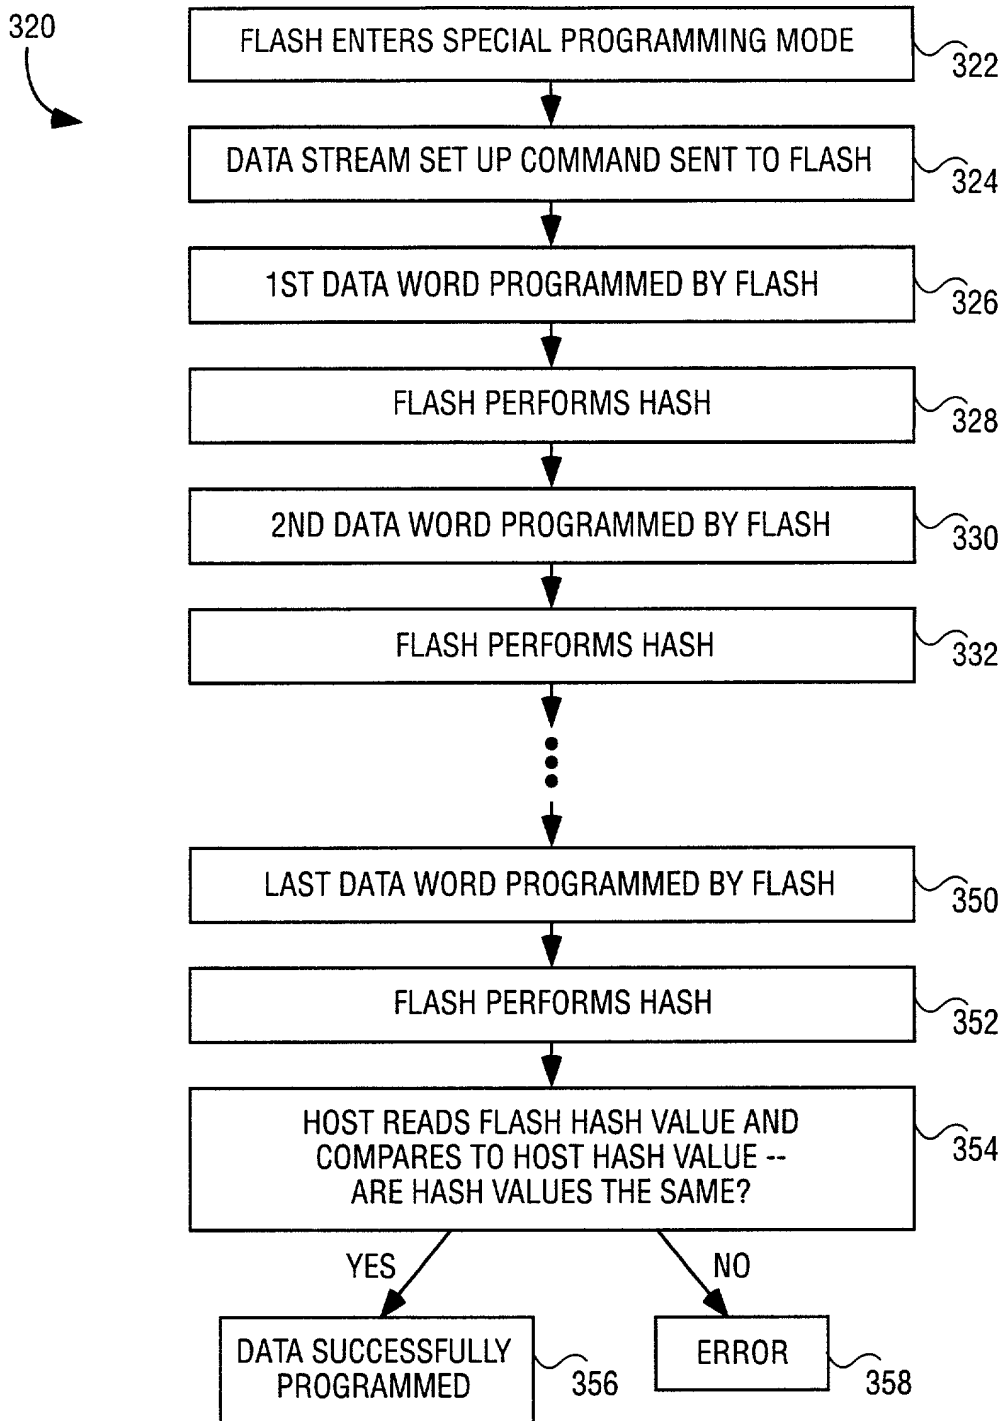 320
FLASH ENTERS SPECIAL PROGRAMMING MODE
322
DATA STREAM SET UP COMMAND SENT TO FLASH
324
1ST DATA WORD PROGRAMMED BY FLASH
326
FLASH PERFORMS HASH
328
2ND DATA WORD PROGRAMMED BY FLASH
330
FLASH PERFORMS HASH
332
LAST DATA WORD PROGRAMMED BY FLASH
350
FLASH PERFORMS HASH
352
HOST READS FLASH HASH VALUE AND
COMPARES TO HOST HASH VALUE --
ARE HASH VALUES THE SAME?
354
YES
NO
DATA SUCCESSFULLY
PROGRAMMED
356
ERROR
358